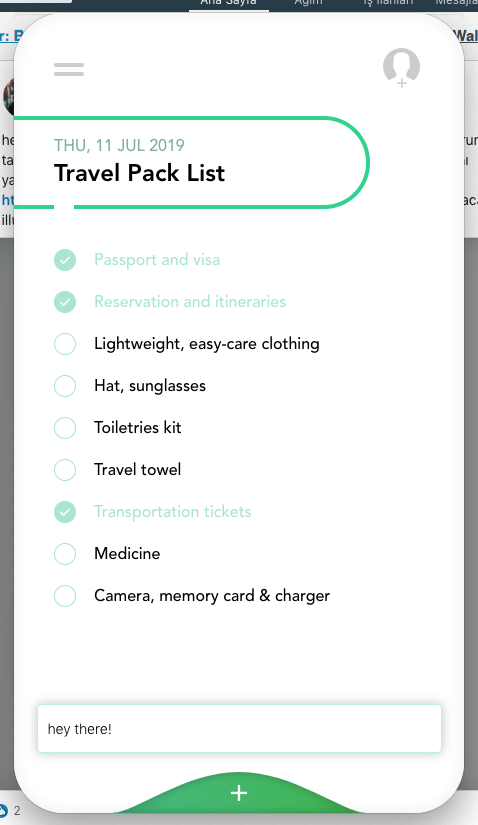 Ana Sayfa
Ağım
İş İlanları
THU, 11 JUL 2019
Travel Pack List
Passport and visa
Reservation and itineraries
Lightweight, easy-care clothing
Hat, sunglasses
Toiletries kit
Travel towel
Transportation tickets
Medicine
Camera, memory card & charger
hey there!
+
2